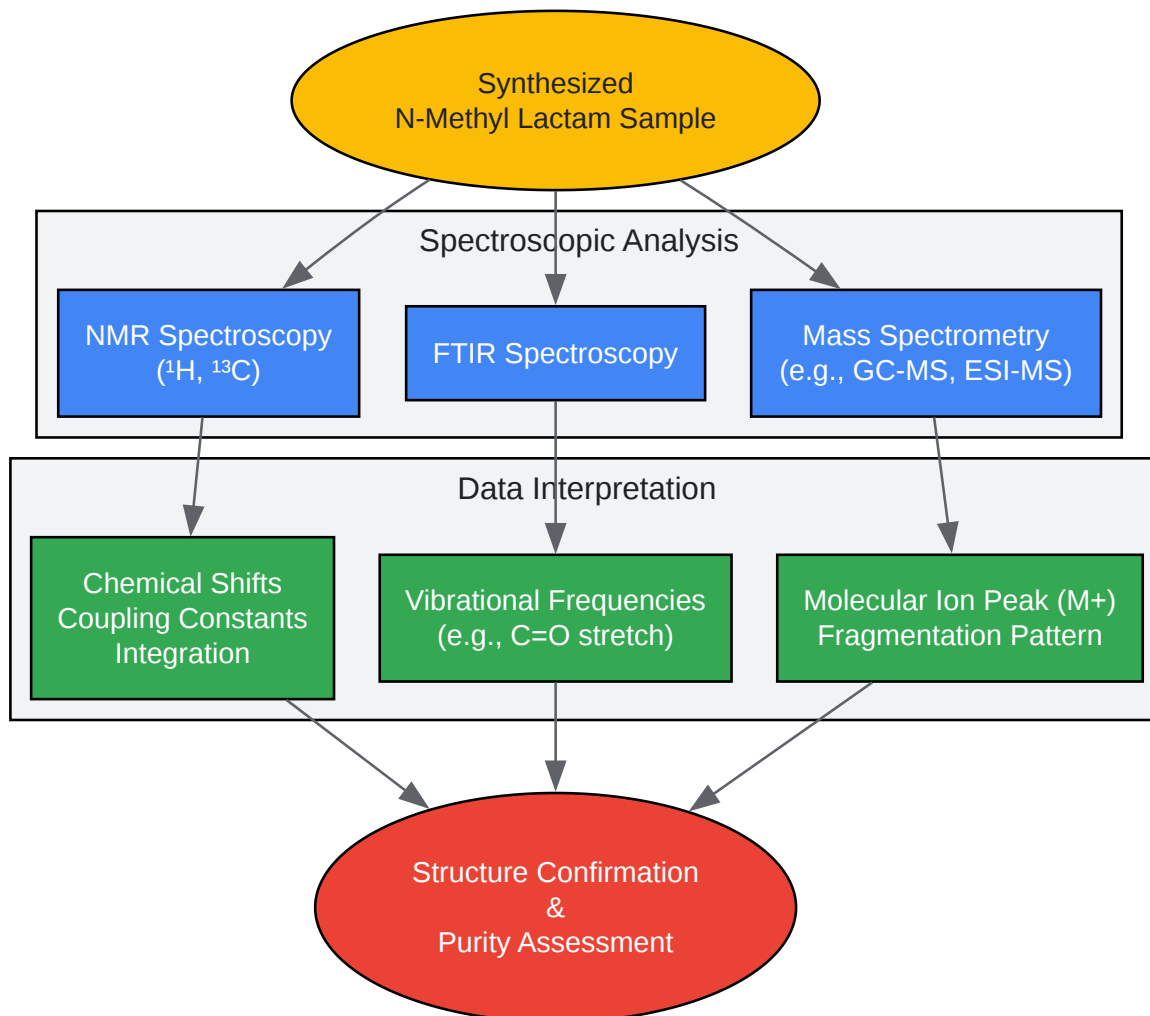 Synthesized
N-Methyl Lactam Sample
Spectroscopic Analysis
NMR Spectroscopy
(¹H, ¹³C)
FTIR Spectroscopy
Mass Spectrometry
(e.g., GC-MS, ESI-MS)
Data Interpretation
Chemical Shifts
Coupling Constants
Integration
Vibrational Frequencies
(e.g., C=O stretch)
Molecular Ion Peak (M+)
Fragmentation Pattern
Structure Confirmation
&
Purity Assessment